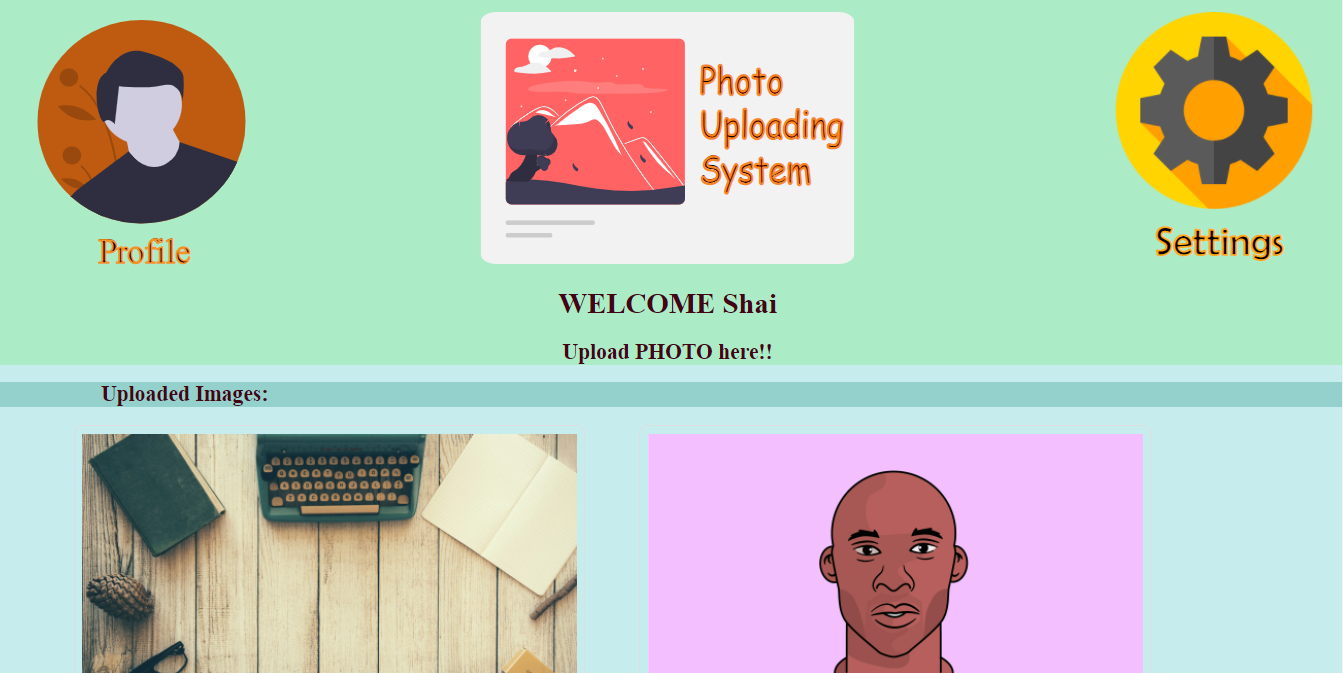 Photo
Uploading
System
Profile
Settings
WELCOME Shai
Upload PHOTO here!!
Uploaded Images: